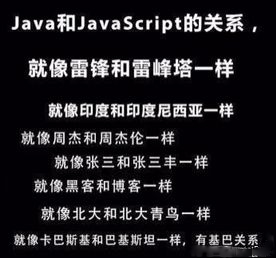 Java和JavaScript的关系，
就像雷锋和雷峰塔一样
就像印度和印度尼西亚一样
就像周杰和周杰伦一样
就像张三和张三丰一样
就像黑客和博客一样
就像北大和北大青鸟一样
就像卡巴斯基和巴基斯坦一样，有基巴关系